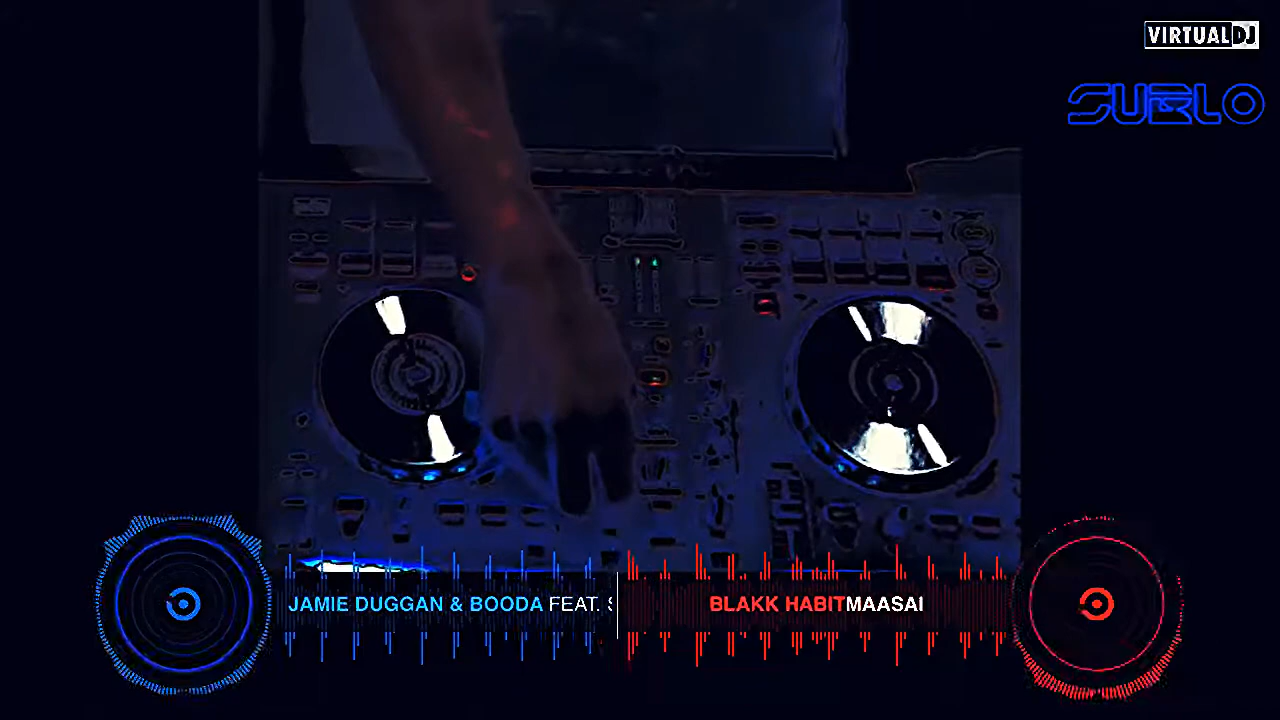 VIRTUALDJ
SUBLO
JAMIE DUGGAN & BOODA FEAT. S
BLAKK HABITMAASAI